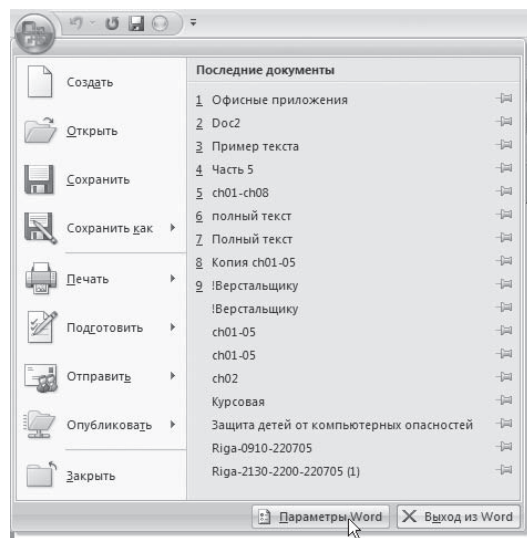 Создать
Открыть
Сохранить
Сохранить как
Печать
Подготовить
Отправить
Опубликовать
Закрыть
Последние документы
1 Офисные приложения
2 Doc2
3 Пример текста
4 Часть 5
5 ch01-ch08
6 полный текст
7 Полный текст
8 Копия ch01-05
9 !Верстальщику
!Верстальщику
ch01-05
ch01-05
ch02
Курсовая
Защита детей от компьютерных опасностей
Riga-0910-220705
Riga-2130-2200-220705 (1)
Параметры Word
Выход из Word